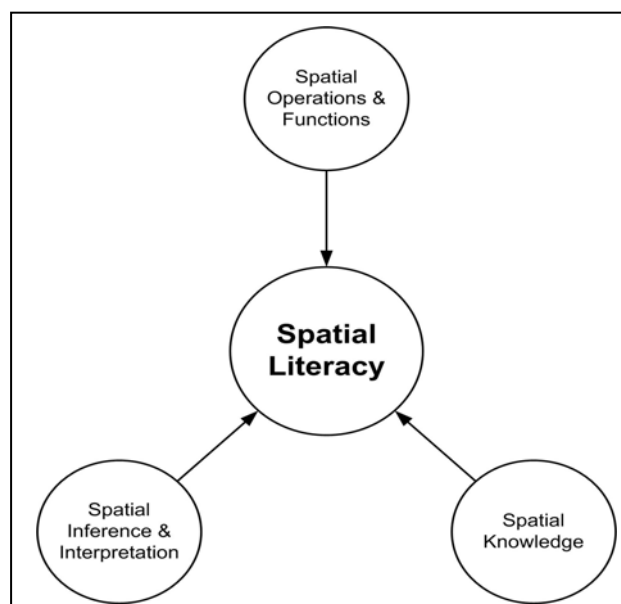 Spatial
Operations &
Functions
Spatial
Literacy
Spatial
Inference &
Interpretation
Spatial
Knowledge